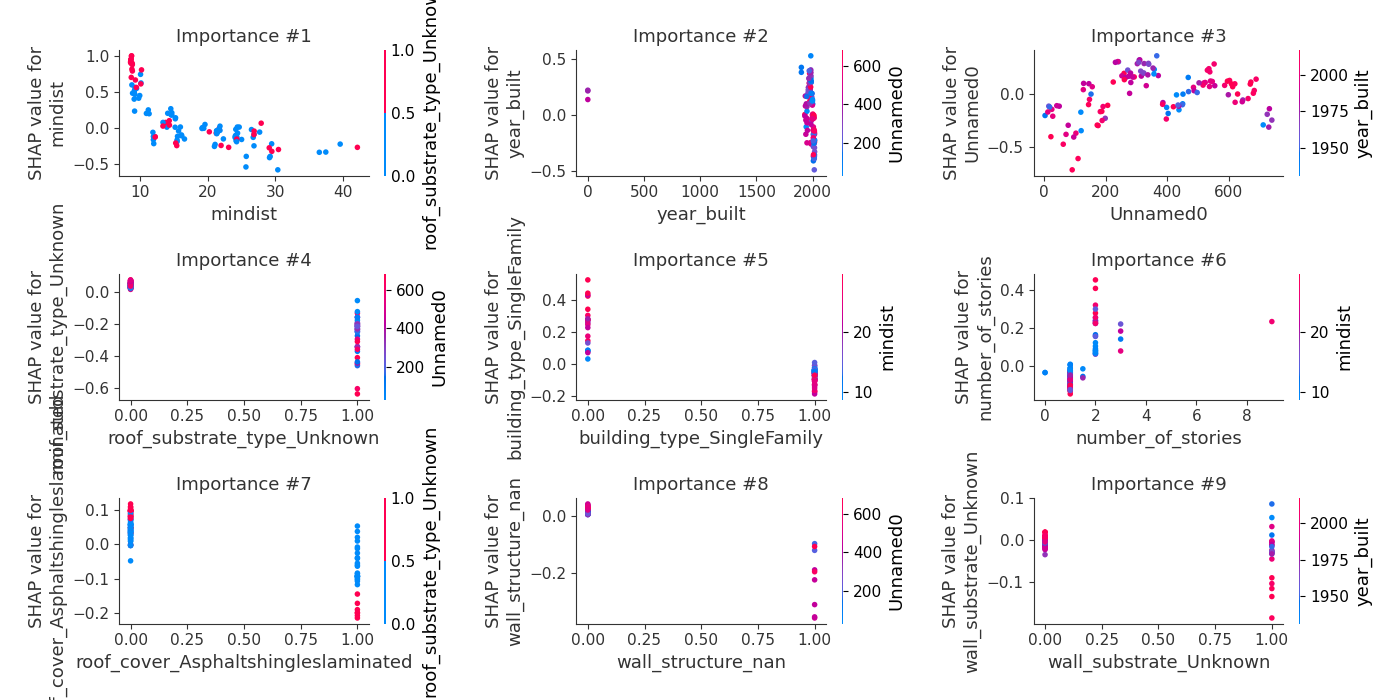 Importance #1
SHAP value for
mindist
1.0
0.5
0.0
−0.5
10
20
30
40
mindist
1.0
0.5
0.0
roof_substrate_type_Unknown
Importance #2
SHAP value for
year_built
0.5
0.0
−0.5
0
500
1000
1500
2000
year_built
600
400
200
Unnamed0
Importance #3
SHAP value for
Unnamed0
0.0
−0.5
0
200
400
600
Unnamed0
2000
1975
1950
year_built
Importance #4
SHAP value for
roof_substrate_type_Unknown
0.0
−0.2
−0.4
−0.6
0.00
0.25
0.50
0.75
1.00
roof_substrate_type_Unknown
600
400
200
Unnamed0
Importance #5
SHAP value for
building_type_SingleFamily
0.4
0.2
0.0
−0.2
0.00
0.25
0.50
0.75
1.00
building_type_SingleFamily
20
10
mindist
Importance #6
SHAP value for
number_of_stories
0.4
0.2
0.0
0
2
4
6
8
number_of_stories
20
10
mindist
Importance #7
SHAP value for
0.1
0.0
−0.1
−0.2
0.00
0.25
0.50
0.75
1.00
roof_cover_Asphaltshingleslaminated
1.0
0.5
0.0
roof_substrate_type_Unknown
Importance #8
SHAP value for
wall_structure_nan
0.0
−0.2
0.00
0.25
0.50
0.75
1.00
wall_structure_nan
600
400
200
Unnamed0
Importance #9
SHAP value for
wall_substrate_Unknown
0.1
0.0
−0.1
0.00
0.25
0.50
0.75
1.00
wall_substrate_Unknown
2000
1975
1950
year_built